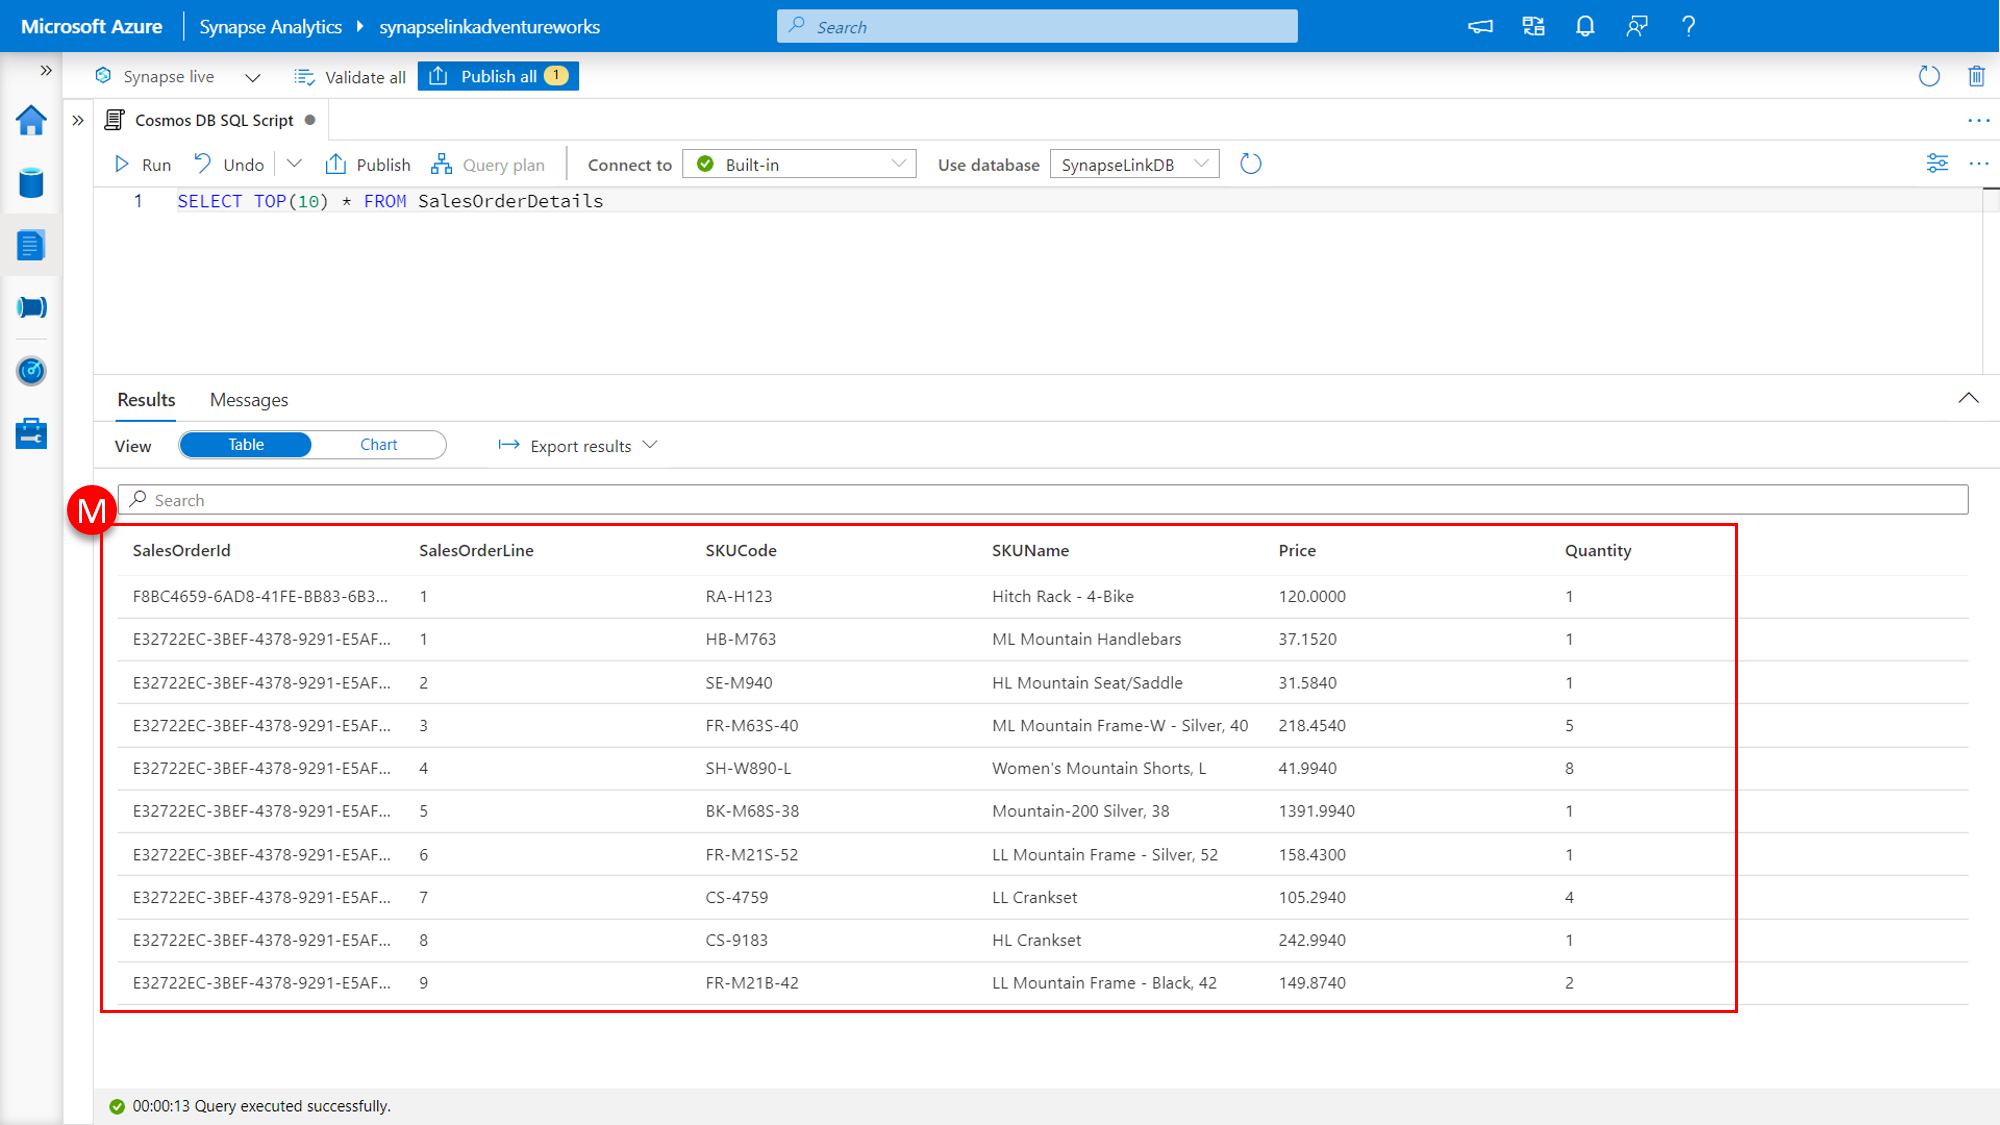 Microsoft Azure Synapse Analytics synapselinkadventureworks Search ?
Synapse live Validate all Publish all 1
Cosmos DB SQL Script
Run Undo Publish Query plan Connect to Built-in Use database SynapseLinkDB
1 SELECT TOP(10) * FROM SalesOrderDetails
Results Messages
View Table Chart Export results
M
Search
SalesOrderId SalesOrderLine SKUCode SKUName Price Quantity
F8BC4659-6AD8-41FE-BB83-6B3... 1 RA-H123 Hitch Rack - 4-Bike 120.0000 1
E32722EC-3BEF-4378-9291-E5AF... 1 HB-M763 ML Mountain Handlebars 37.1520 1
E32722EC-3BEF-4378-9291-E5AF... 2 SE-M940 HL Mountain Seat/Saddle 31.5840 1
E32722EC-3BEF-4378-9291-E5AF... 3 FR-M63S-40 ML Mountain Frame-W - Silver, 40 218.4540 5
E32722EC-3BEF-4378-9291-E5AF... 4 SH-W890-L Women's Mountain Shorts, L 41.9940 8
E32722EC-3BEF-4378-9291-E5AF... 5 BK-M68S-38 Mountain-200 Silver, 38 1391.9940 1
E32722EC-3BEF-4378-9291-E5AF... 6 FR-M21S-52 LL Mountain Frame - Silver, 52 158.4300 1
E32722EC-3BEF-4378-9291-E5AF... 7 CS-4759 LL Crankset 105.2940 4
E32722EC-3BEF-4378-9291-E5AF... 8 CS-9183 HL Crankset 242.9940 1
E32722EC-3BEF-4378-9291-E5AF... 9 FR-M21B-42 LL Mountain Frame - Black, 42 149.8740 2
00:00:13 Query executed successfully.